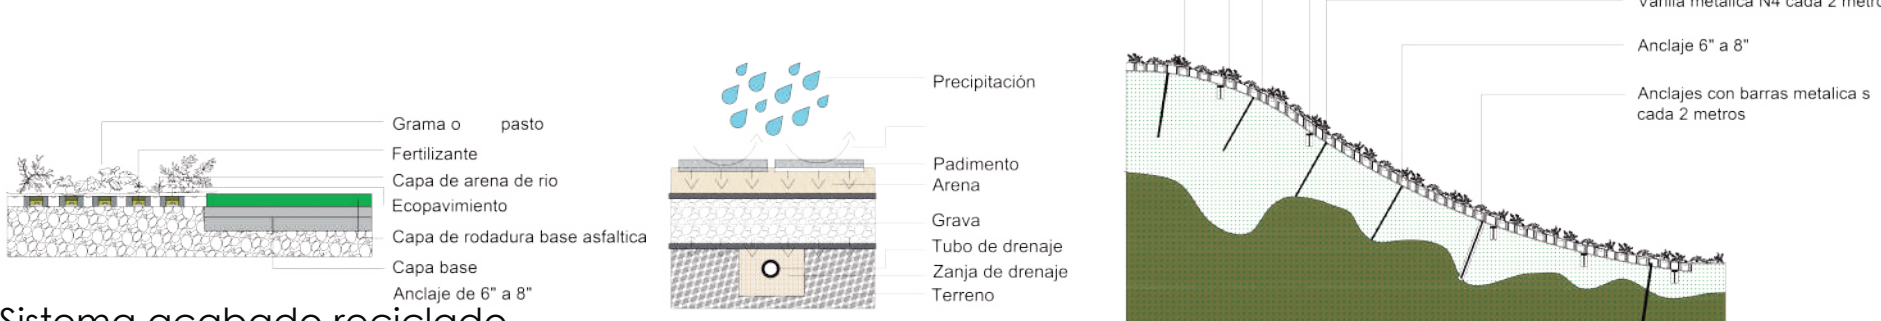 Grama o pasto
Fertilizante
Capa de arena de rio
Ecopavimento
Capa de rodadura base asfaltica
Capa base
Anclaje de 6" a 8"
Sistema acabado reciclado
Precipitación
Padimento
Arena
Grava
Tubo de drenaje
Zanja de drenaje
Terreno
Varilla metalica N4 cada 2 metro
Anclaje 6" a 8"
Anclajes con barras metalica s
cada 2 metros